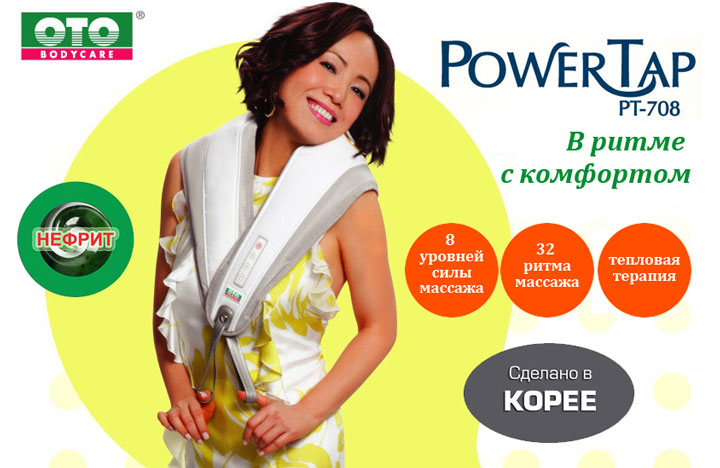 OTO ®
BODYCARE
POWERTAP
PT-708
В ритме
с комфортом
НЕФРИТ
8
уровней
силы
массажа
32
ритма
массажа
тепловая
терапия
OTO
Сделано в
КОРЕЕ